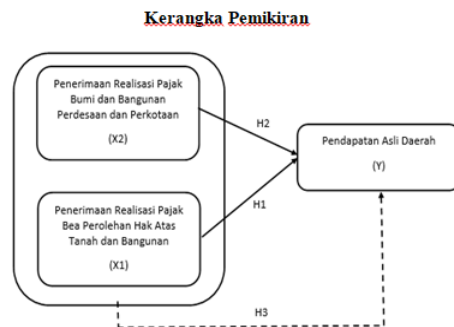 Kerangka Pemikiran
Penerimaan Realisasi Pajak
Bumi dan Bangunan
Perdesaan dan Perkotaan
(X2)
H2
Pendapatan Asli Daerah
(Y)
Penerimaan Realisasi Pajak
Bea Perolehan Hak Atas
Tanah dan Bangunan
(X1)
H1
H3